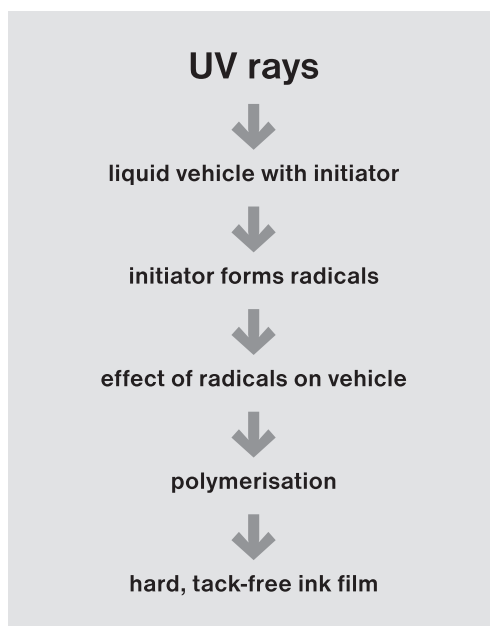 UV rays
liquid vehicle with initiator
initiator forms radicals
effect of radicals on vehicle
polymerisation
hard, tack-free ink film